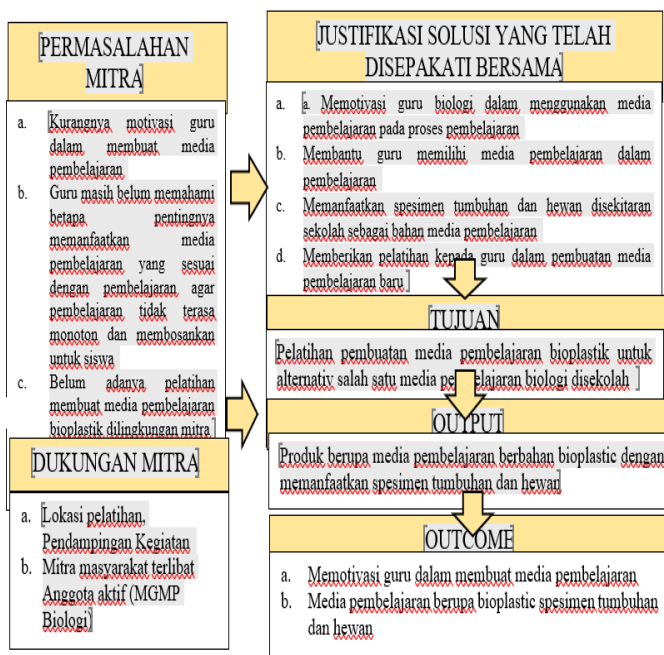 PERMASALAHAN
MITRA
a. Kurangnya motivasi guru
dalam membuat media
pembelajaran
b. Guru masih belum memahami
betapa pentingnya
memanfaatkan media
pembelajaran yang sesuai
dengan pembelajaran agar
pembelajaran tidak terasa
monoton dan membosankan
untuk siswya
c. Belum adanya pelatihan
membuat media pembelajaran
bioplastik dilingkungan mitra
DUKUNGAN MITRA
a. Lokasi pelatihan,
Pendampingan Kegiatan
b. Mitra masyarakat terlibat
Anggota aktif (MGMP
Biologi)
JUSTIFIKASI SOLUSI YANG TELAH
DISEPAKATI BERSAMA
a. a. Memotivasi guru biologi dalam menggunakan media
pembelajaran pada proses pembelajaran
b. Membantu guru memilihi media pembelajaran dalam
pembelajaran
c. Memanfaatkan spesimen tumbuhan dan hewan disekitaran
sekolah sebagai bahan media pembelajaran
d. Memberikan pelatihan kepada guru dalam pembuatan media
pembelajaran baru
TUJUAN
Pelatihan pembuatan media pembelajaran bioplastik untuk
alternativ salah satu media pembelajaran biologi disekolah
OUTPUT
Produk berupa media pembelajaran berbahan bioplastic dengan
memanfaatkan spesimen tumbuhan dan hewan
OUTCOME
a. Memotivasi guru dalam membuat media pembelajaran
b. Media pembelajaran berupa bioplastic spesimen tumbuhan
dan hewan